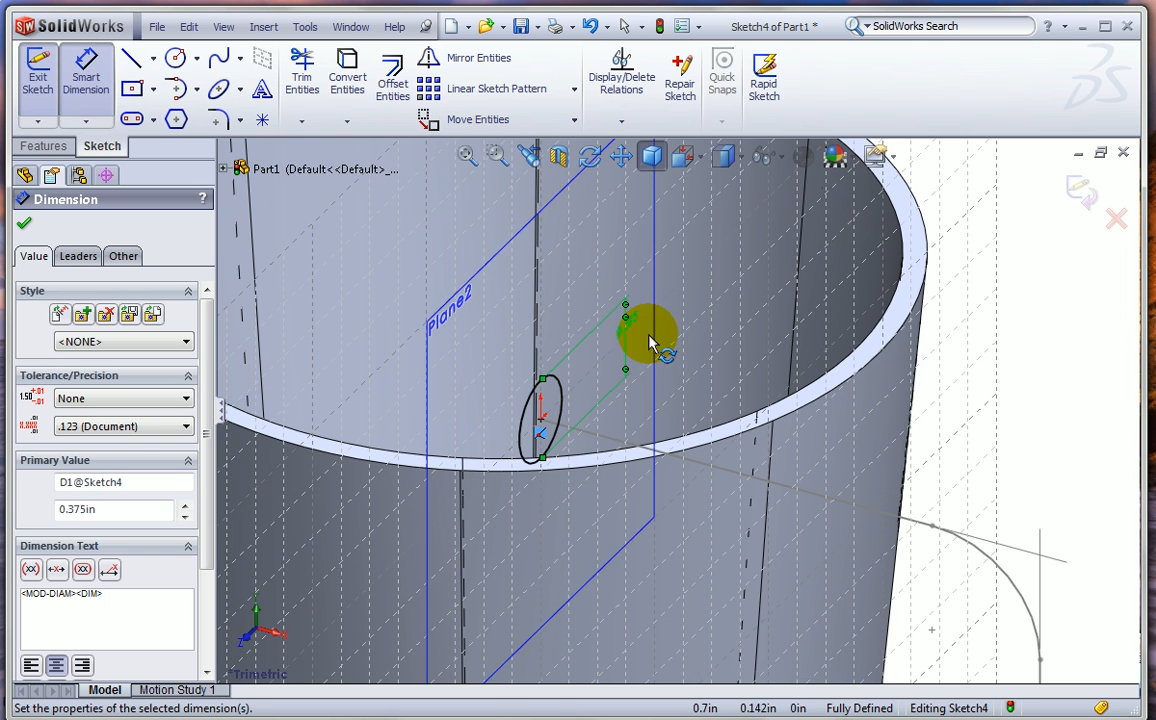 SolidWorks File Edit View Insert Tools Window Sketch4 of Part1 * SolidWorks Search ?
Exit Sketch
Smart Dimension
Trim Entities
Convert Entities
Offset Entities
Mirror Entities
Linear Sketch Pattern
Move Entities
Display/Delete Relations
Repair Sketch
Quick Snaps
Rapid Sketch
Features Sketch
Part1 (Default<<Default>_...
Dimension ?
Value Leaders Other
Style
<NONE>
Tolerance/Precision
None
.123 (Document)
Primary Value
D1@Sketch4
0.375in
Dimension Text
<MOD-DIAM><DIM>
Plane2
*Trimetric
Model Motion Study 1
Set the properties of the selected dimension(s). 0.7in 0.142in 0in Fully Defined Editing Sketch4